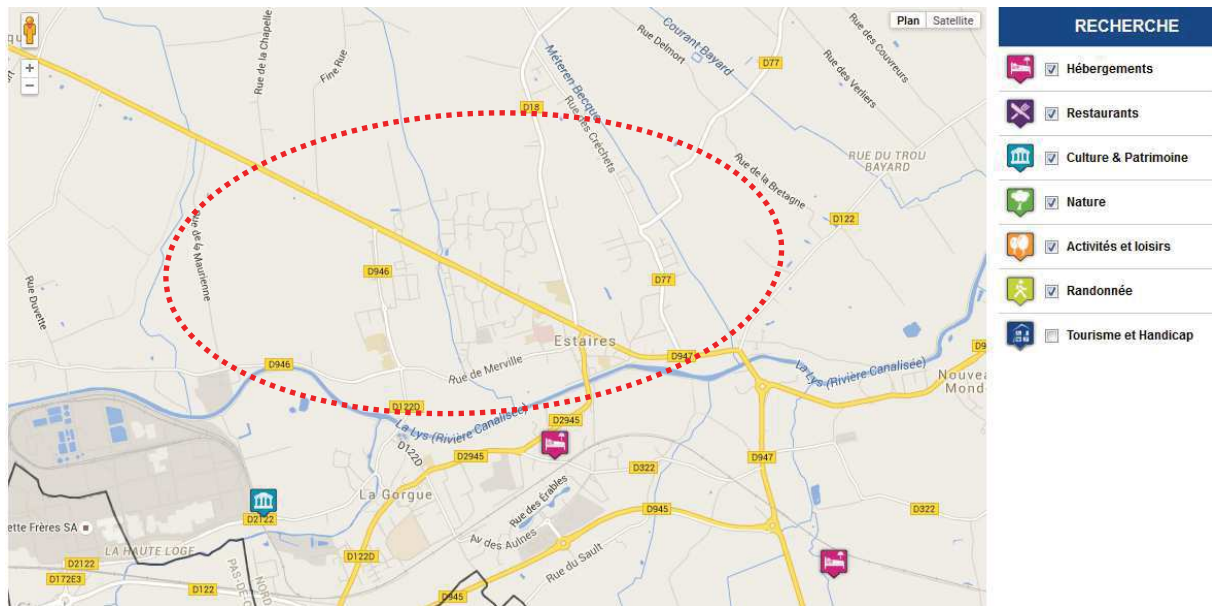 Plan Satellite
RECHERCHE
Hébergements
Restaurants
Culture & Patrimoine
Nature
Activités et loisirs
Randonnée
Tourisme et Handicap
+
−
Rue de la Chapelle
Fine Rue
Meteren Becque
Rue des Créchets
Rue Delmort
Courant Bayard
Rue des Verliers
Rue des Couvreurs
D77
D18
RUE DU TROU
BAYARD
Rue de la Bretagne
D122
de la Maurienne
Rue Duvette
D946
D77
Estaires
D946
Rue de Merville
D947
La Lys (Rivière Canalisée)
Nouvea
Mond
D122D
La Lys (Rivière Canalisée)
D2945
D122D
D2945
D322
D947
La Gorgue
Rue des Érables
D2122
D945
D322
ette Frères SA
Av des Aulnes
LA HAUTE LOGE
D122D
Rue du Sault
D2122
D172E3
D122
NORD